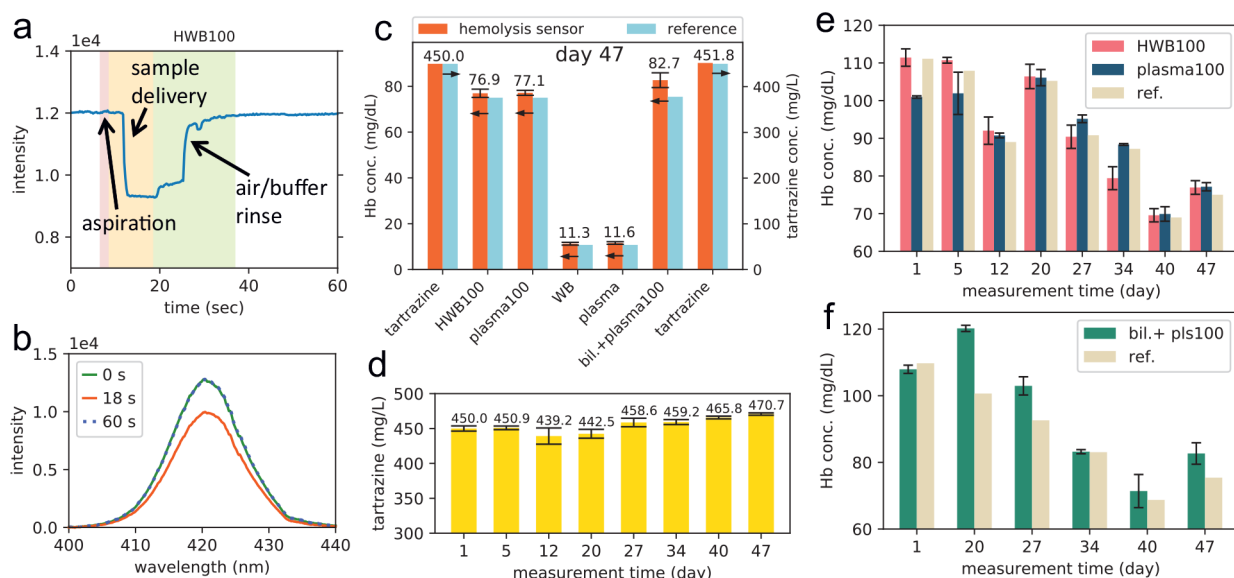 a
1e4
HWB100
1.4
1.2
1.0
0.8
intensity
sample
delivery
aspiration
air/buffer
rinse
0
20
40
60
time (sec)
b
1e4
1.5
1.0
0.5
0.0
intensity
0 s
18 s
60 s
400
410
420
430
440
wavelength (nm)
c
hemolysis sensor
reference
day 47
450.0
76.9
77.1
11.3
11.6
82.7
451.8
80
60
40
20
0
Hb conc. (mg/dL)
400
300
200
100
0
tartrazine conc. (mg/L)
tartrazine
HWB100
plasma100
WB
plasma
bil.+plasma100
tartrazine
d
500
450
400
350
300
tartrazine (mg/L)
450.0
450.9
439.2
442.5
458.6
459.2
465.8
470.7
1
5
12
20
27
34
40
47
measurement time (day)
e
120
110
100
90
80
70
60
Hb conc. (mg/dL)
HWB100
plasma100
ref.
1
5
12
20
27
34
40
47
measurement time (day)
f
120
100
80
60
Hb conc. (mg/dL)
bil.+ pls100
ref.
1
20
27
34
40
47
measurement time (day)